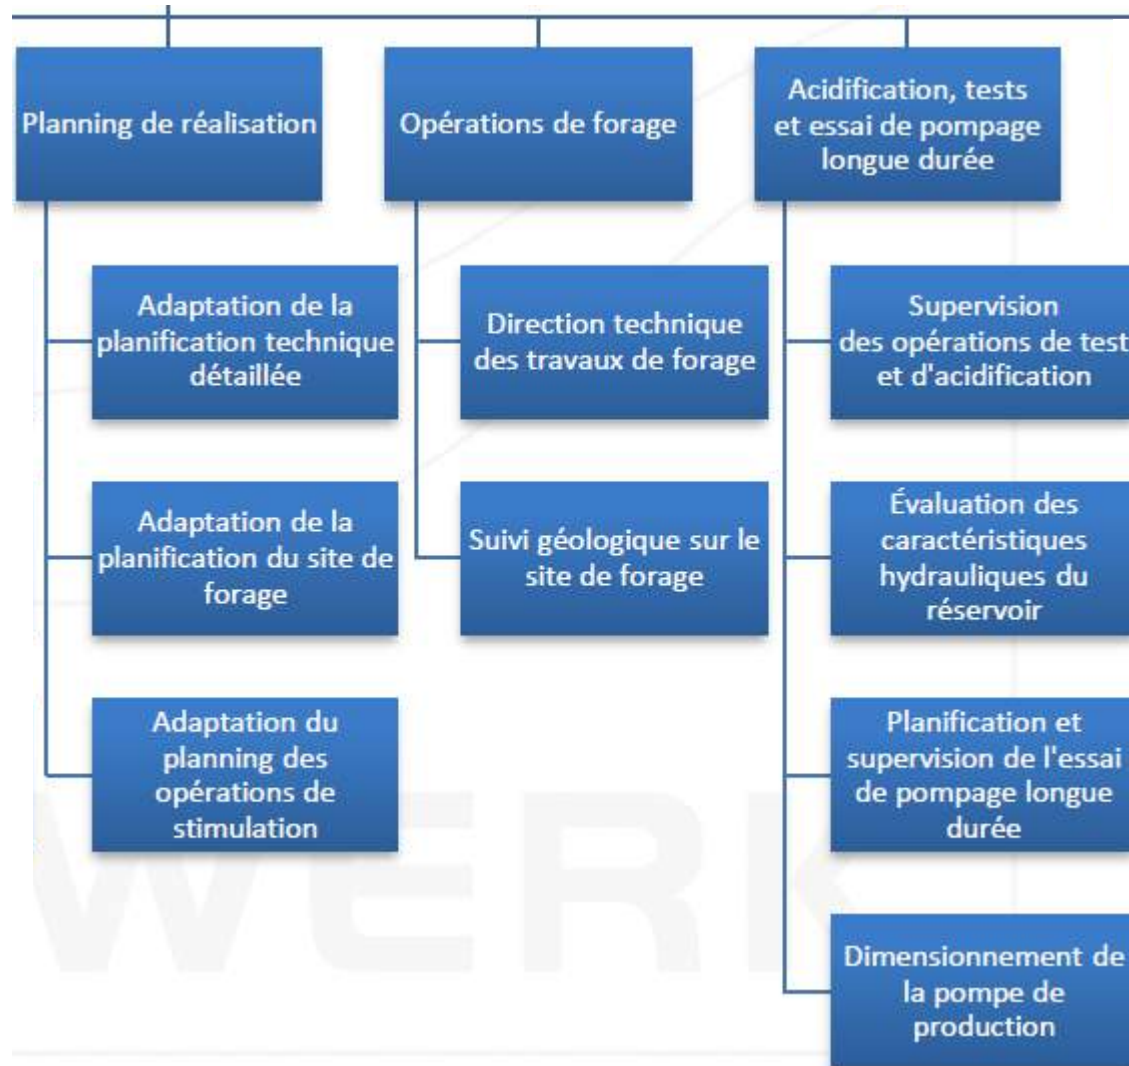 Planning de réalisation
Opérations de forage
Acidification, tests
et essai de pompage
longue durée
Adaptation de la
planification technique
détaillée
Direction technique
des travaux de forage
Supervision
des opérations de test
et d'acidification
Adaptation de la
planification du site de
forage
Suivi géologique sur le
site de forage
Évaluation des
caractéristiques
hydrauliques du
réservoir
Adaptation du
planning des
opérations de
stimulation
Planification et
supervision de l'essai
de pompage longue
durée
Dimensionnement de
la pompe de
production
WERK